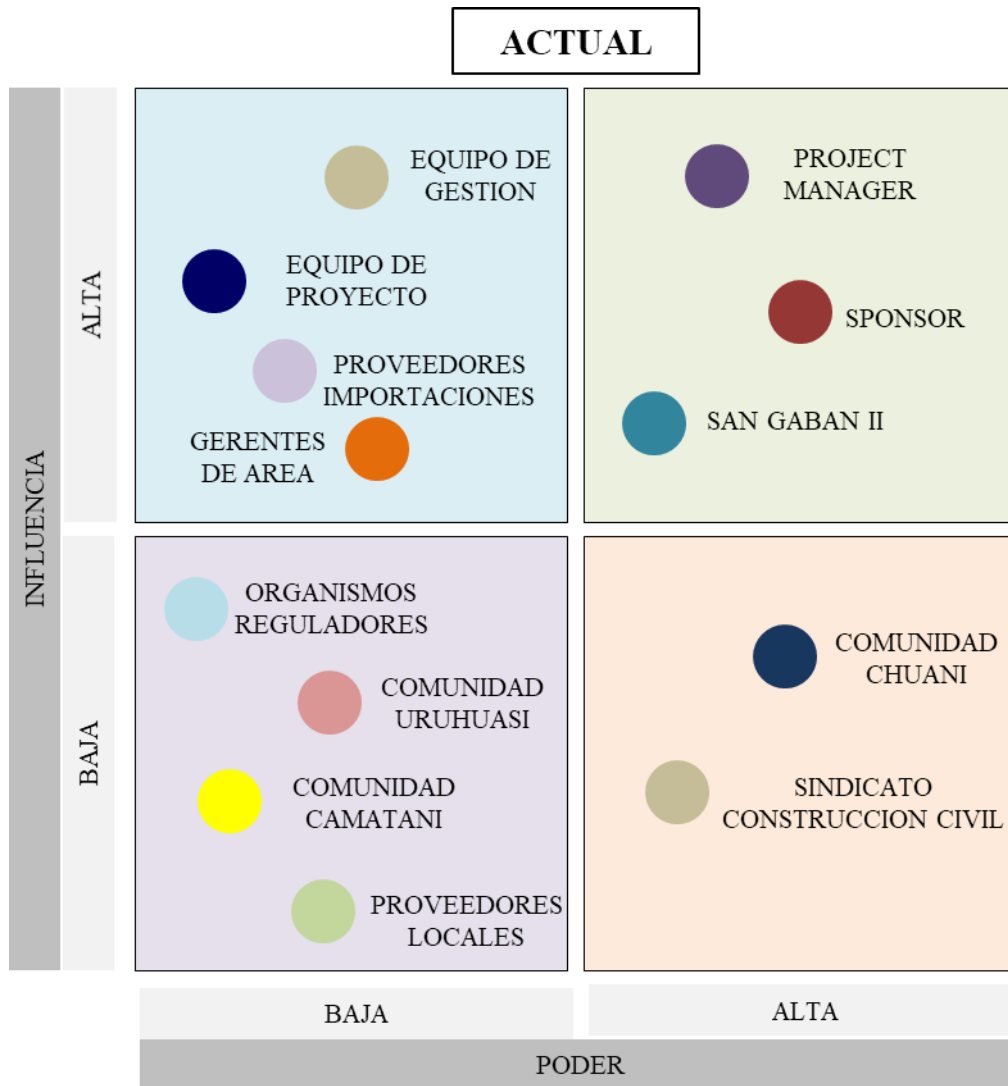 ACTUAL
INFLUENCIA
ALTA
EQUIPO DE
GESTION
EQUIPO DE
PROYECTO
PROVEEDORES
IMPORTACIONES
GERENTES
DE AREA
PROJECT
MANAGER
SPONSOR
SAN GABAN II
BAJA
ORGANISMOS
REGULADORES
COMUNIDAD
URUHUASI
COMUNIDAD
CAMATANI
PROVEEDORES
LOCALES
COMUNIDAD
CHUANI
SINDICATO
CONSTRUCCION CIVIL
BAJA
ALTA
PODER